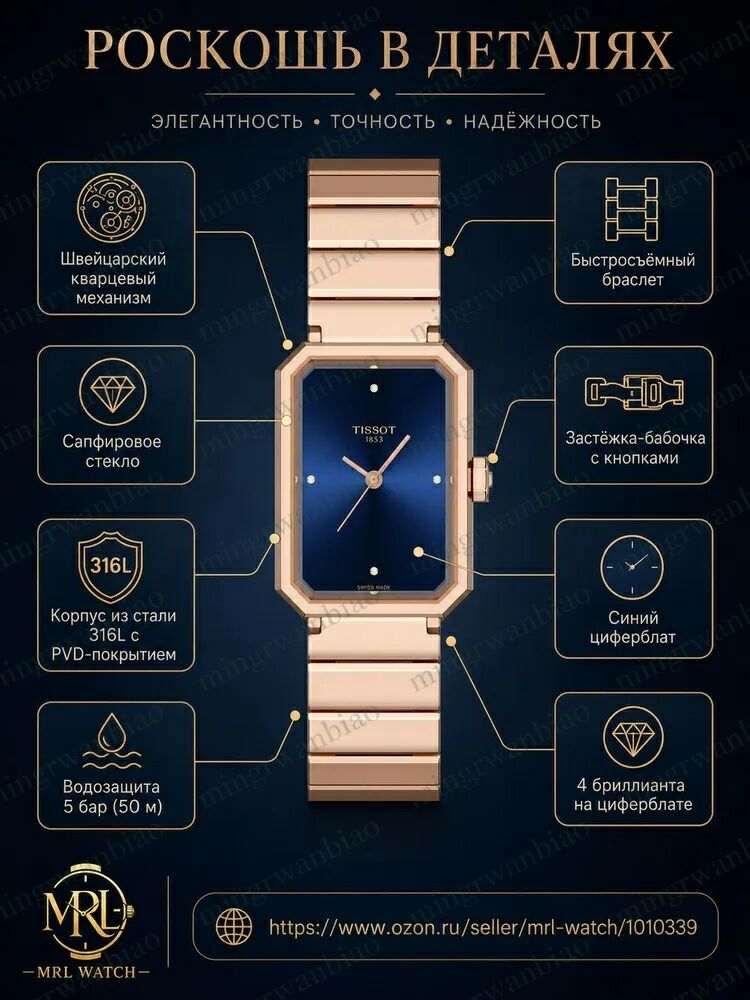 РОСКОШЬ В ДЕТАЛЯХ
ЭЛЕГАНТНОСТЬ • ТОЧНОСТЬ • НАДЁЖНОСТЬ
Швейцарский
кварцевый
механизм
Быстросъёмный
браслет
Сапфировое
стекло
Застёжка-бабочка
с кнопками
TISSOT
1853
SWISS MADE
316L
Корпус из стали
316L с
PVD-покрытием
Синий
циферблат
Водозащита
5 бар (50 м)
4 бриллианта
на циферблате
MRL
MRL WATCH
https://www.ozon.ru/seller/mrl-watch/1010339
mingrwanbiao